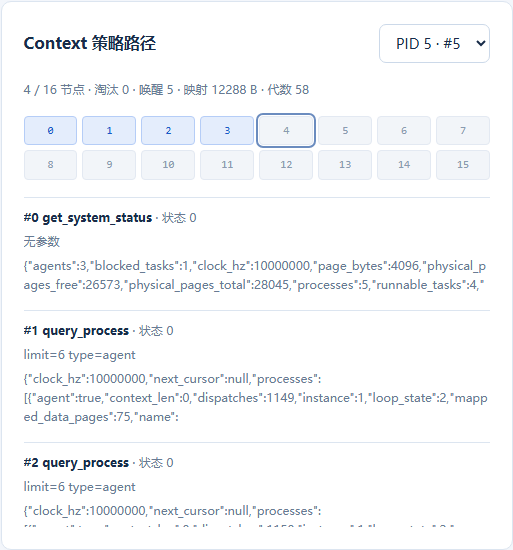 Context 策略路径
PID 5 · #5
4 / 16 节点 · 淘汰 0 · 唤醒 5 · 映射 12288 B · 代数 58
0 1 2 3 4 5 6 7
8 9 10 11 12 13 14 15
#0 get_system_status · 状态 0
无参数
{"agents":3,"blocked_tasks":1,"clock_hz":10000000,"page_bytes":4096,"physical_p
ages_free":26573,"physical_pages_total":28045,"processes":5,"runnable_tasks":4,"
#1 query_process · 状态 0
limit=6 type=agent
{"clock_hz":10000000,"next_cursor":null,"processes":
[{"agent":true,"context_len":0,"dispatches":1149,"instance":1,"loop_state":2,"mapp
ed_data_pages":75,"name":
#2 query_process · 状态 0
limit=6 type=agent
{"clock_hz":10000000,"next_cursor":null,"processes":